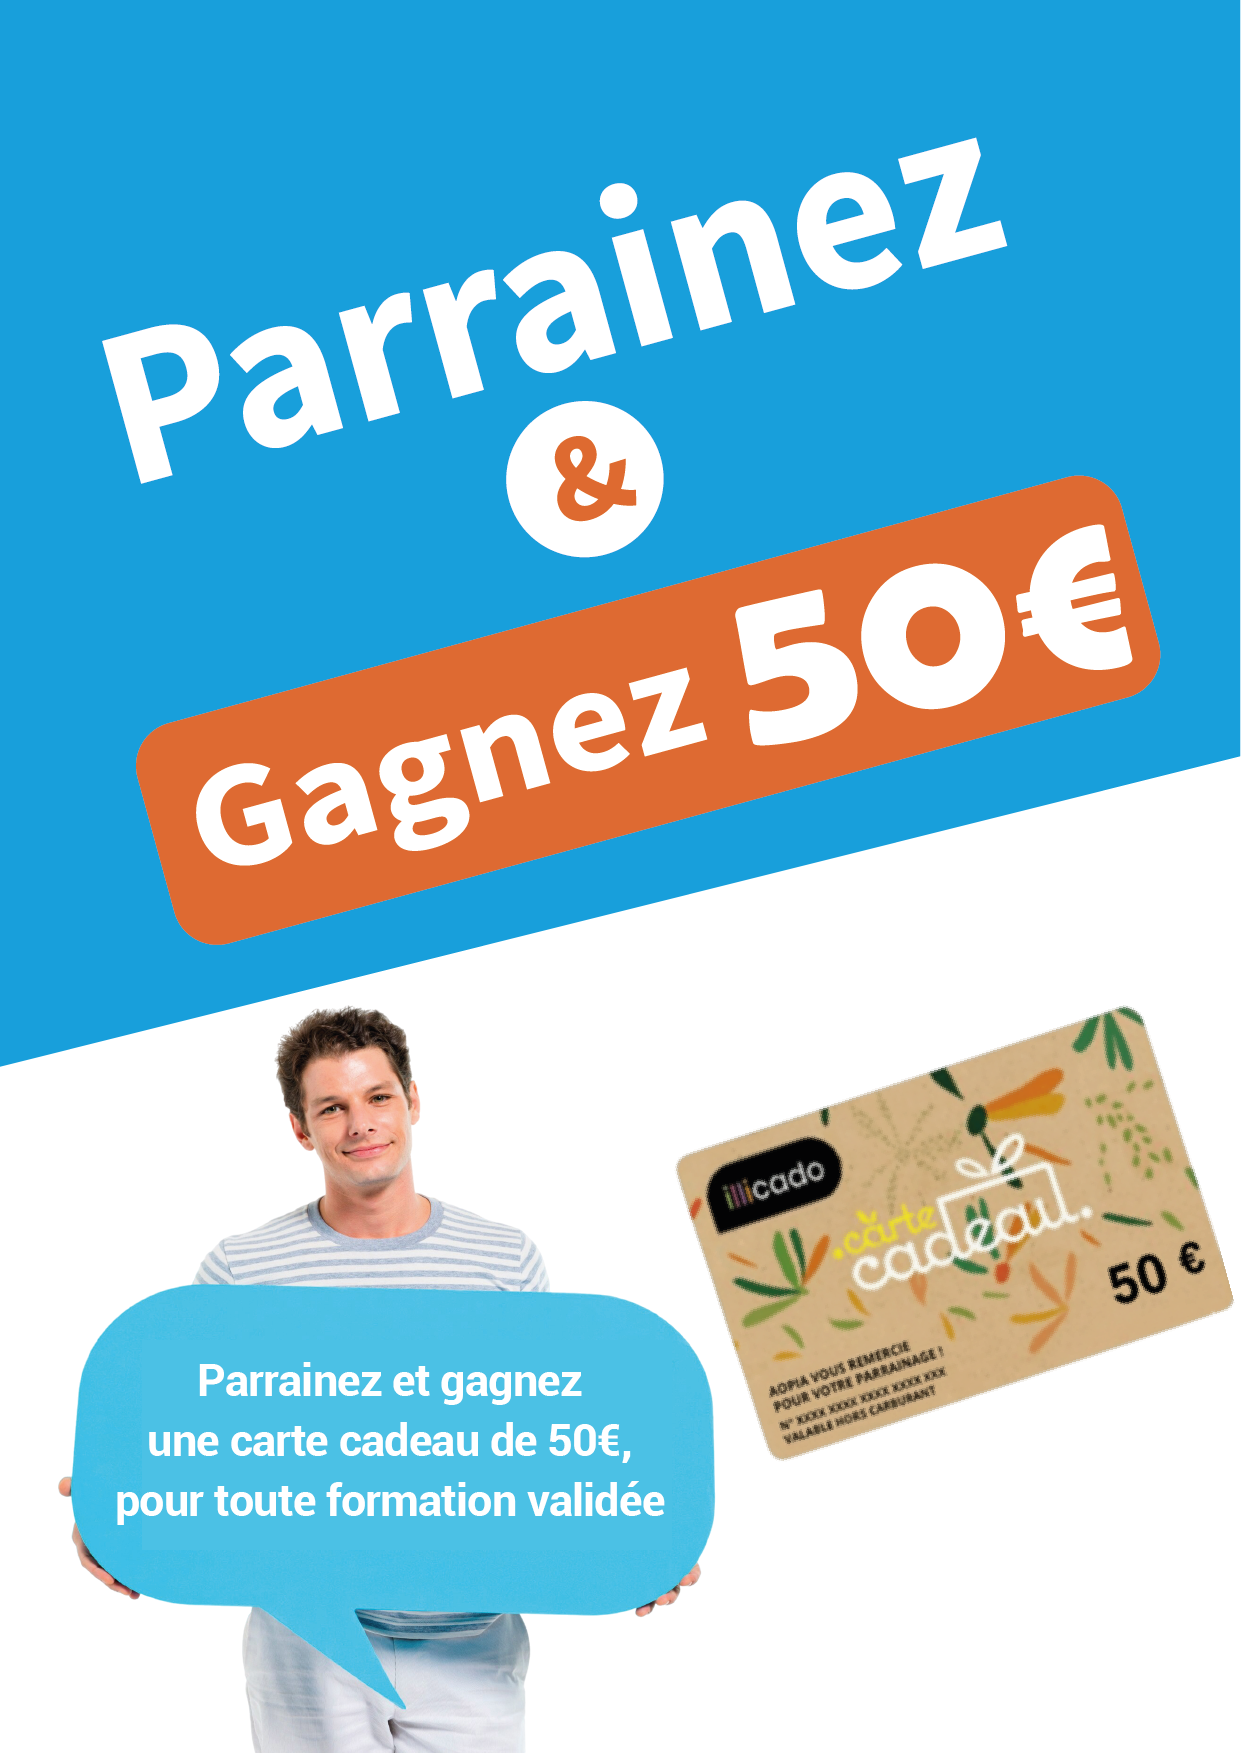 Parrainez
&
Gagnez 50€
illicado
.carte
cadeau.
50 €
AOPIA VOUS REMERCIE
POUR VOTRE PARRAINAGE !
N° XXXX XXXX XXXX XXXX XXX
VALABLE HORS CARBURANT
Parrainez et gagnez
une carte cadeau de 50€,
pour toute formation validée